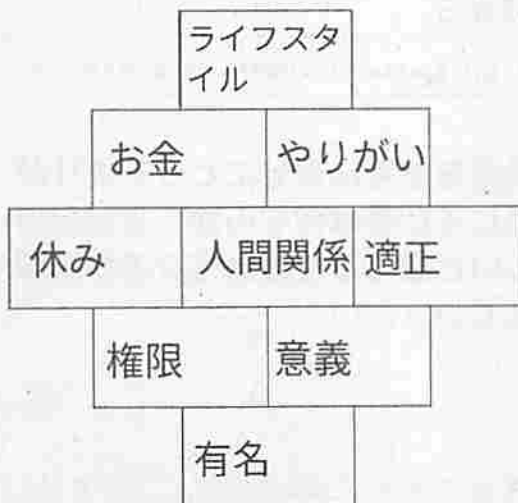 ライフスタ
イル
お金 やりがい
休み 人間関係 適正
権限 意義
有名